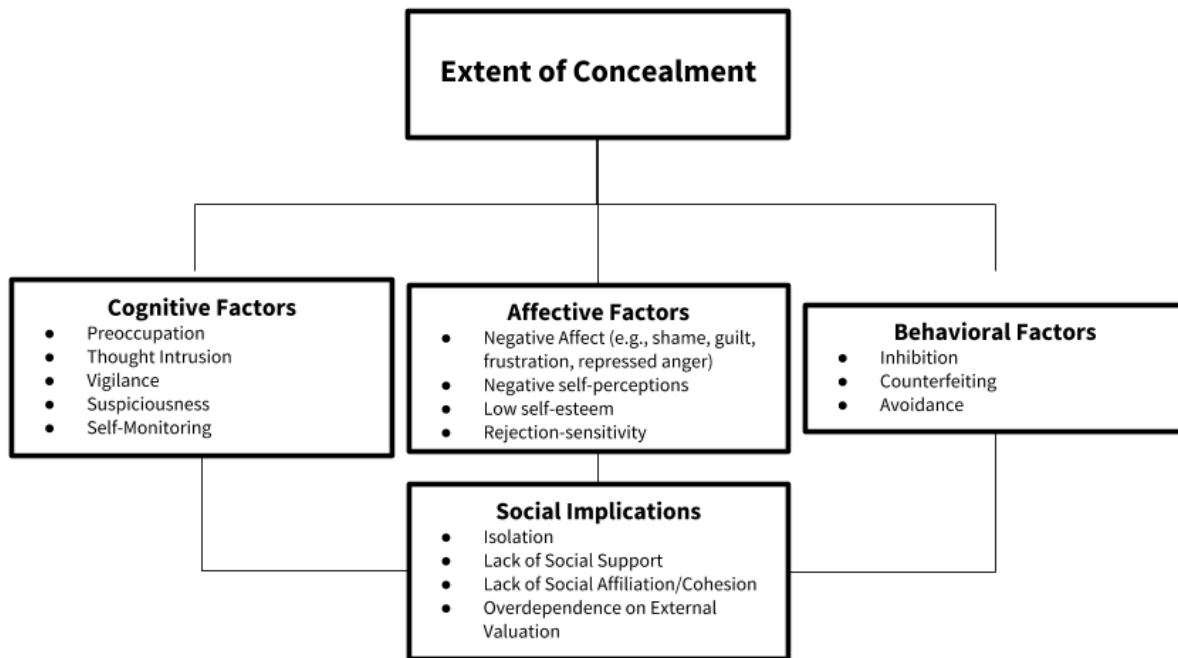 Extent of Concealment
Cognitive Factors
● Preoccupation
● Thought Intrusion
● Vigilance
● Suspiciousness
● Self-Monitoring
Affective Factors
● Negative Affect (e.g., shame, guilt,
frustration, repressed anger)
● Negative self-perceptions
● Low self-esteem
● Rejection-sensitivity
Behavioral Factors
● Inhibition
● Counterfeiting
● Avoidance
Social Implications
● Isolation
● Lack of Social Support
● Lack of Social Affiliation/Cohesion
● Overdependence on External
Valuation